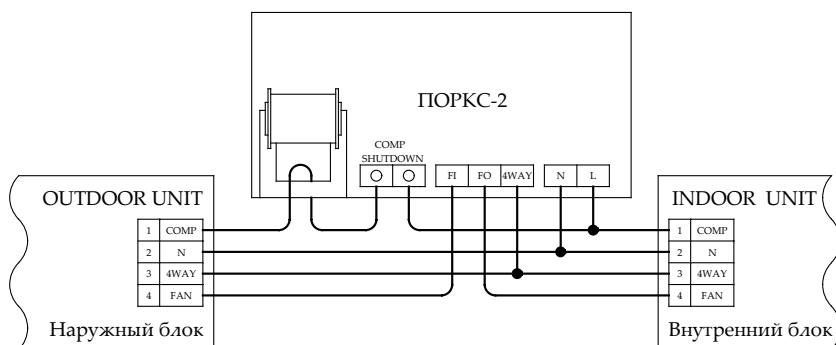 ПОРКС-2
COMP
SHUTDOWN
FI FO 4WAY N L
OUTDOOR UNIT
1 COMP
2 N
3 4WAY
4 FAN
Наружный блок
INDOOR UNIT
1 COMP
2 N
3 4WAY
4 FAN
Внутренний блок